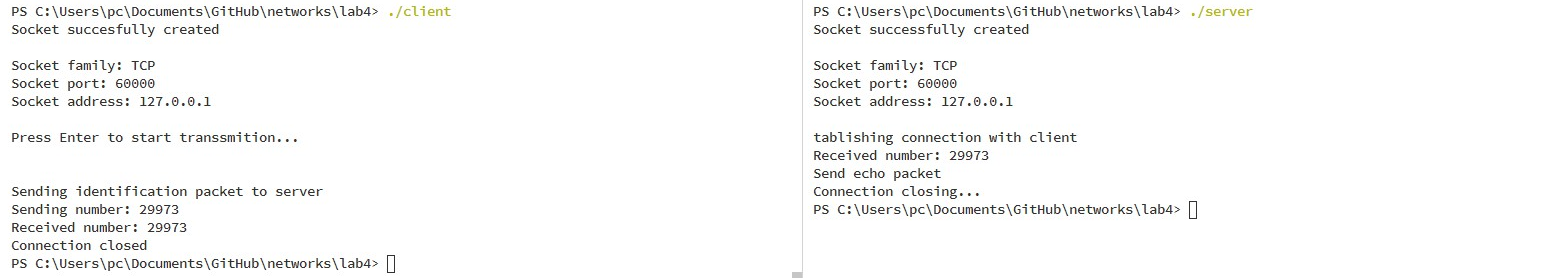 PS C:\Users\pc\Documents\GitHub\networks\lab4> ./client
Socket succesfully created
Socket family: TCP
Socket port: 60000
Socket address: 127.0.0.1
Press Enter to start transsmition...
Sending identification packet to server
Sending number: 29973
Received number: 29973
Connection closed
PS C:\Users\pc\Documents\GitHub\networks\lab4>
PS C:\Users\pc\Documents\GitHub\networks\lab4> ./server
Socket successfully created
Socket family: TCP
Socket port: 60000
Socket address: 127.0.0.1
tablishing connection with client
Received number: 29973
Send echo packet
Connection closing...
PS C:\Users\pc\Documents\GitHub\networks\lab4>